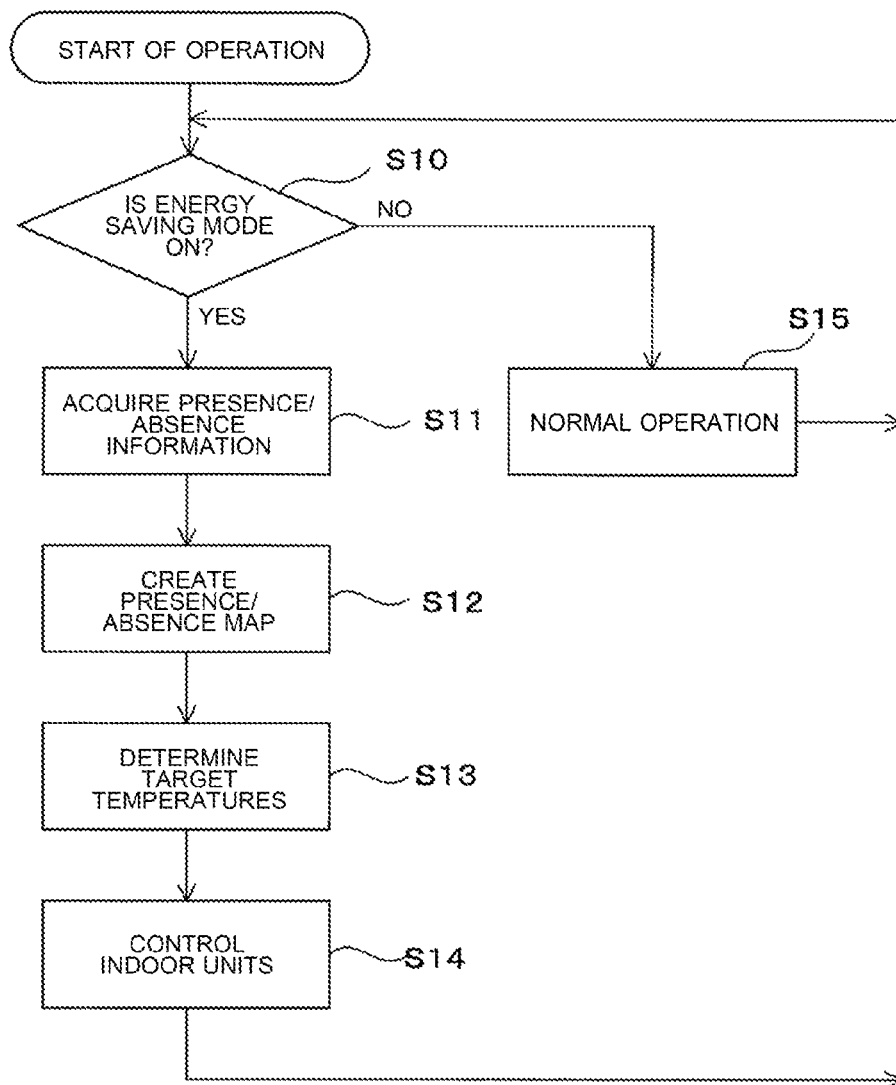 START OF OPERATION
S10
IS ENERGY
SAVING MODE
ON?
NO
YES
S15
ACQUIRE PRESENCE/
ABSENCE
INFORMATION
S11
NORMAL OPERATION
CREATE
PRESENCE/
ABSENCE MAP
S12
DETERMINE
TARGET
TEMPERATURES
S13
CONTROL
INDOOR UNITS
S14